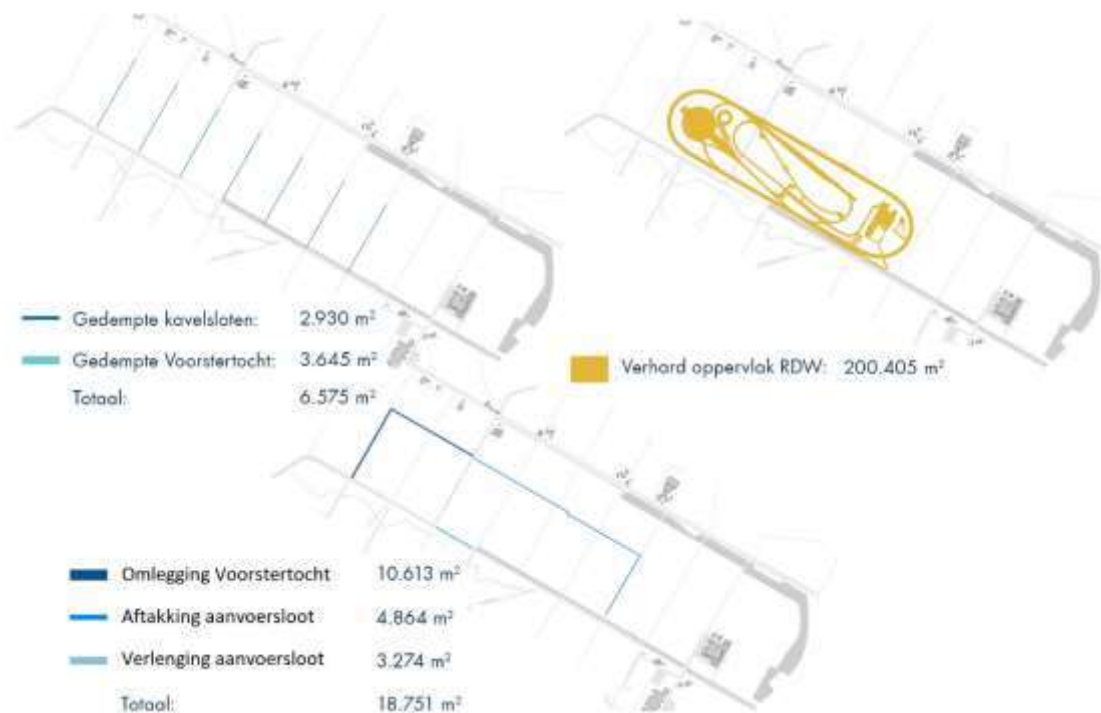 Gedempte kavelsloten: 2.930 m²
Gedempte Voorstertocht: 3.645 m²
Totaal: 6.575 m²
Verhard oppervlak RDW: 200.405 m²
Omlegging Voorstertocht 10.613 m²
Aftakking aanvoersloot 4.864 m²
Verlenging aanvoersloot 3.274 m²
Totaal: 18.751 m²